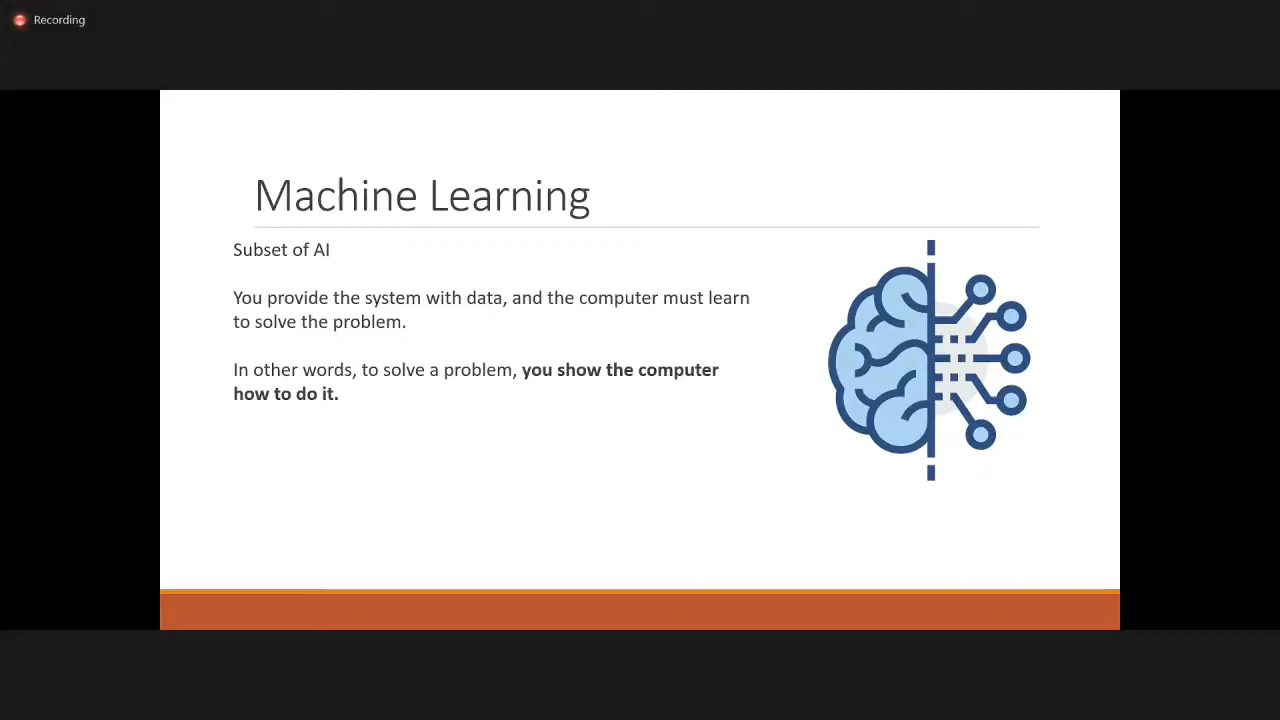 Recording
Machine Learning
Subset of AI
You provide the system with data, and the computer must learn
to solve the problem.
In other words, to solve a problem, you show the computer
how to do it.